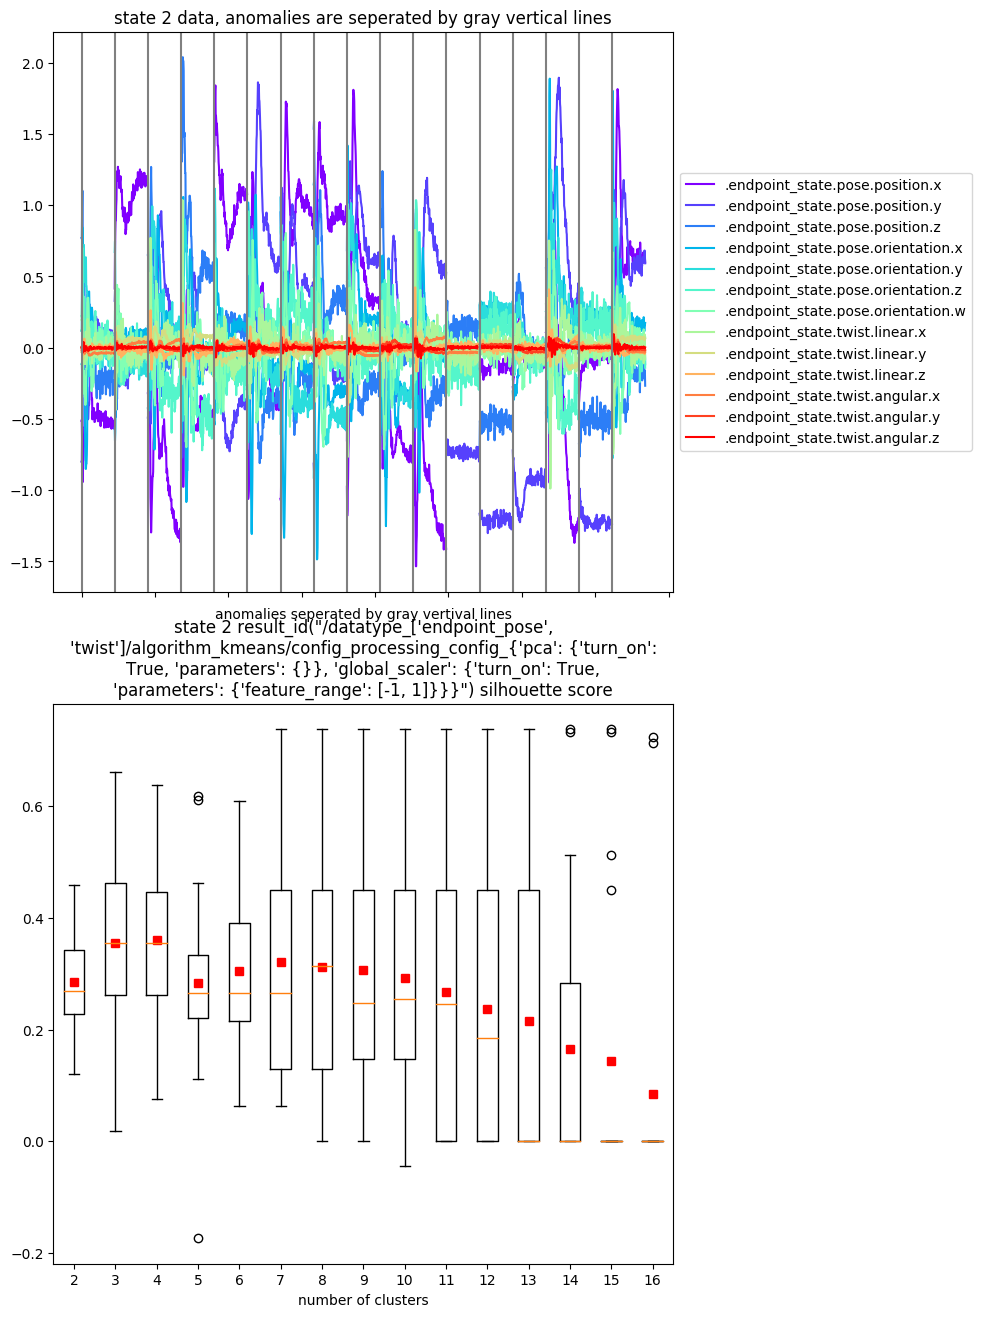 state 2 data, anomalies are seperated by gray vertical lines
2.0
1.5
1.0
0.5
0.0
−0.5
−1.0
−1.5
.endpoint_state.pose.position.x
.endpoint_state.pose.position.y
.endpoint_state.pose.position.z
.endpoint_state.pose.orientation.x
.endpoint_state.pose.orientation.y
.endpoint_state.pose.orientation.z
.endpoint_state.pose.orientation.w
.endpoint_state.twist.linear.x
.endpoint_state.twist.linear.y
.endpoint_state.twist.linear.z
.endpoint_state.twist.angular.x
.endpoint_state.twist.angular.y
.endpoint_state.twist.angular.z
anomalies seperated by gray vertival lines
state 2 result_id("/datatype_['endpoint_pose',
'twist']/algorithm_kmeans/config_processing_config_{'pca': {'turn_on':
True, 'parameters': {}}, 'global_scaler': {'turn_on': True,
'parameters': {'feature_range': [-1, 1]}}}") silhouette score
0.6
0.4
0.2
0.0
−0.2
2 3 4 5 6 7 8 9 10 11 12 13 14 15 16
number of clusters